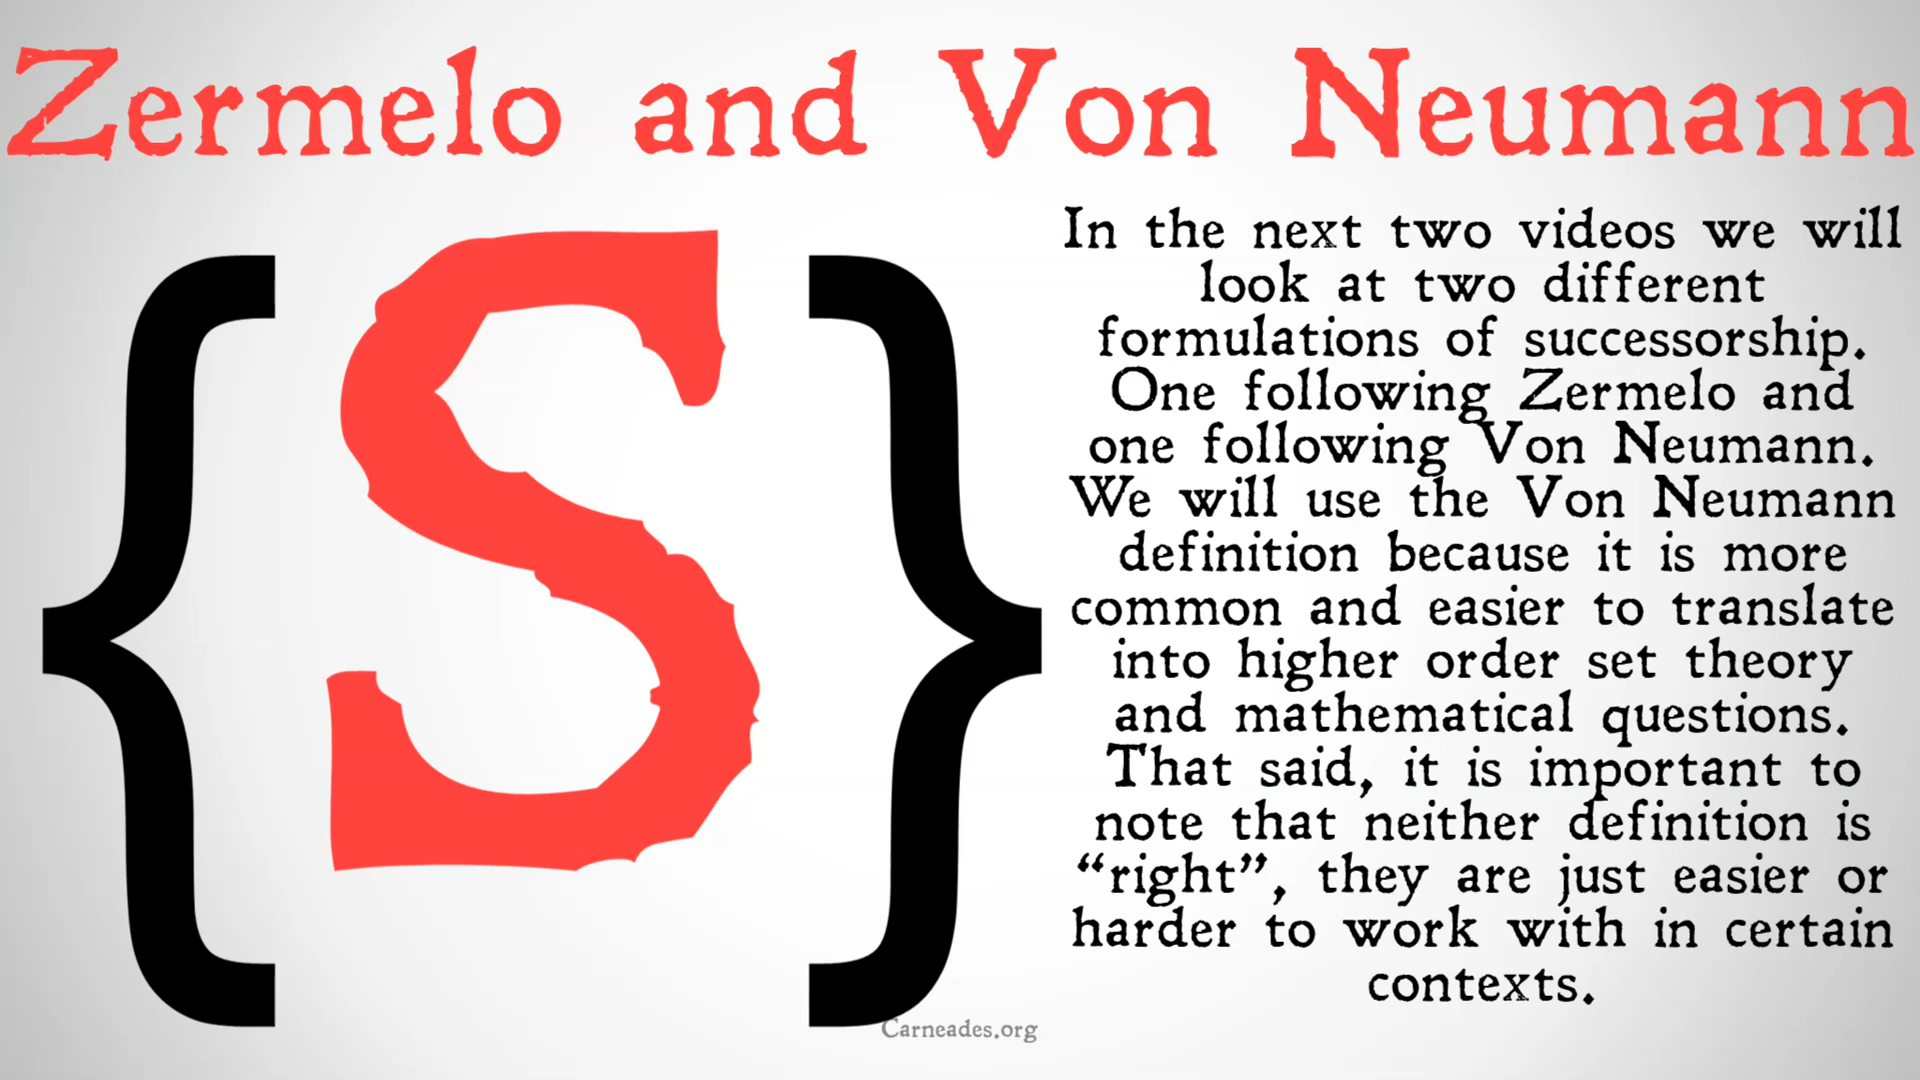 Zermelo and Von Neumann
{S}
In the next two videos we will
look at two different
formulations of successorship.
One following Zermelo and
one following Von Neumann.
We will use the Von Neumann
definition because it is more
common and easier to translate
into higher order set theory
and mathematical questions.
That said, it is important to
note that neither definition is
“right”, they are just easier or
harder to work with in certain
contexts.
Carneades.org